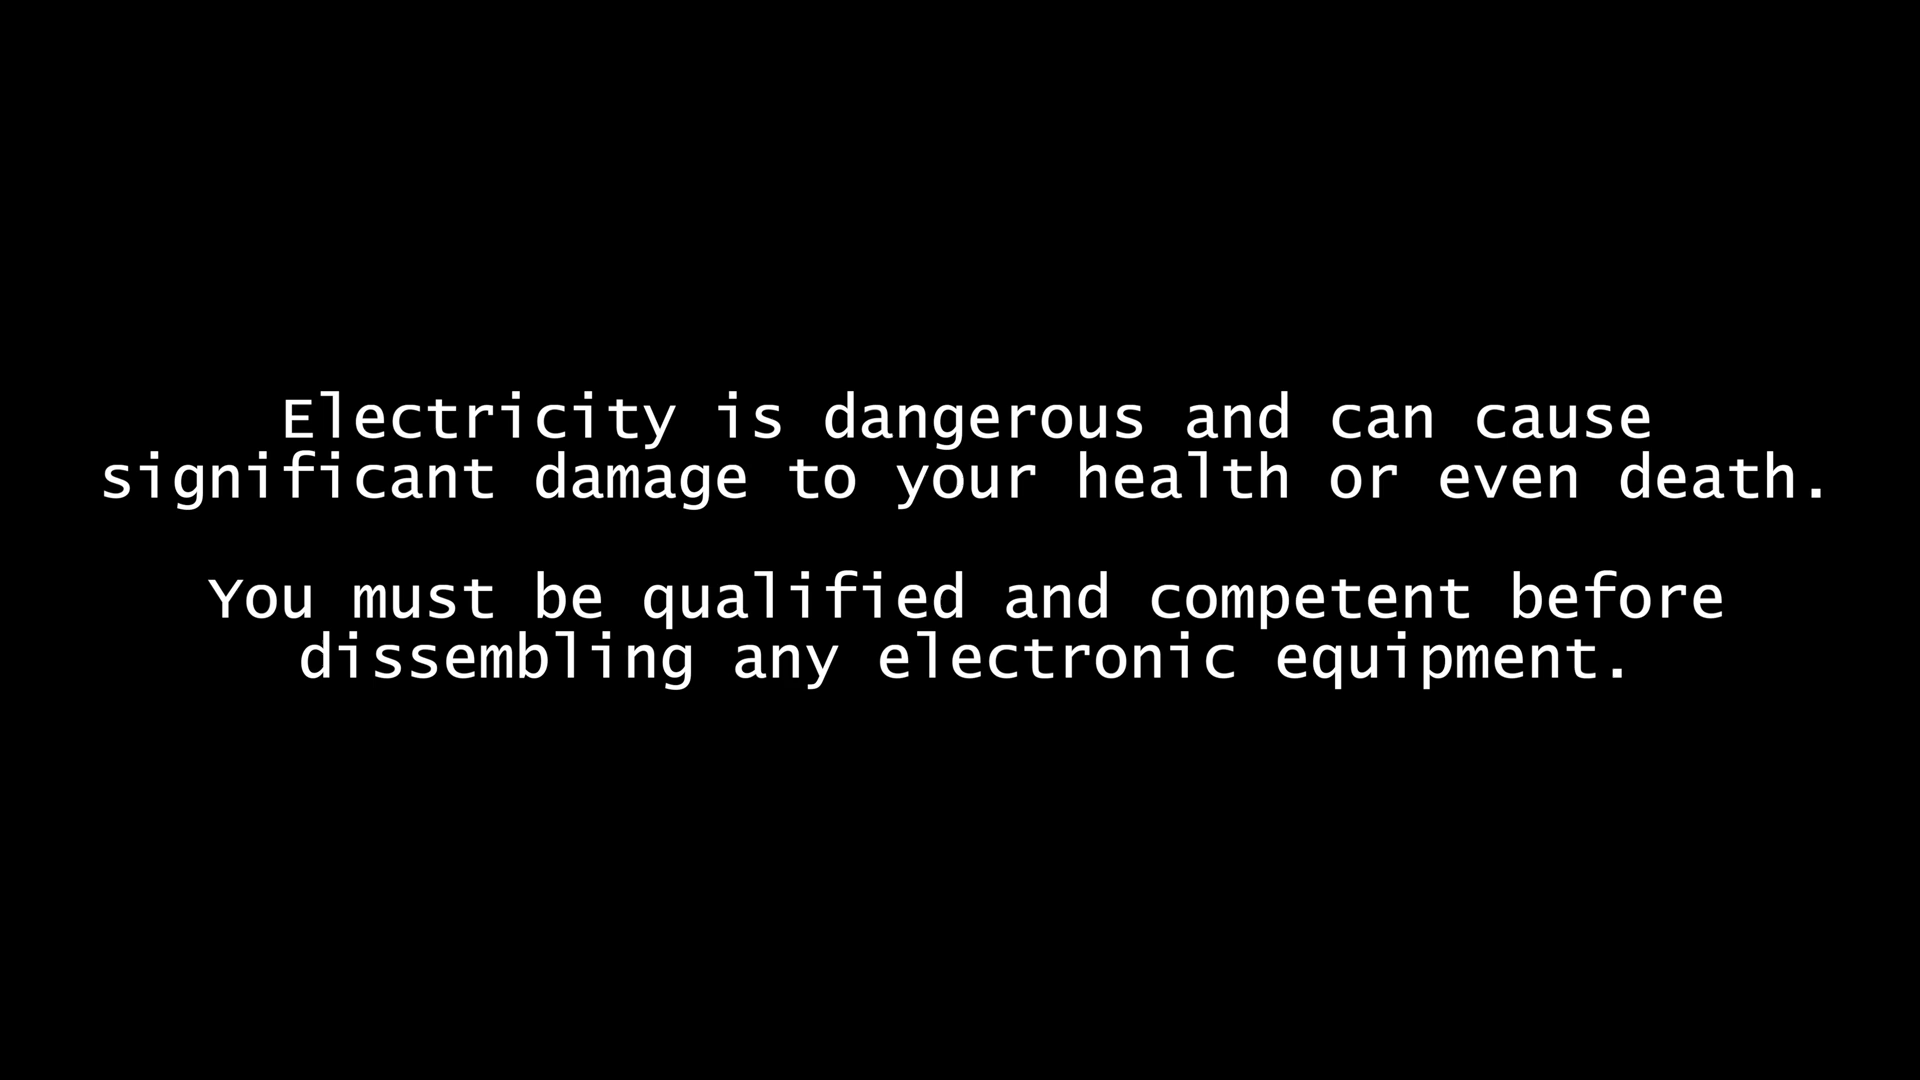 Electricity is dangerous and can cause
significant damage to your health or even death.
You must be qualified and competent before
dissembling any electronic equipment.